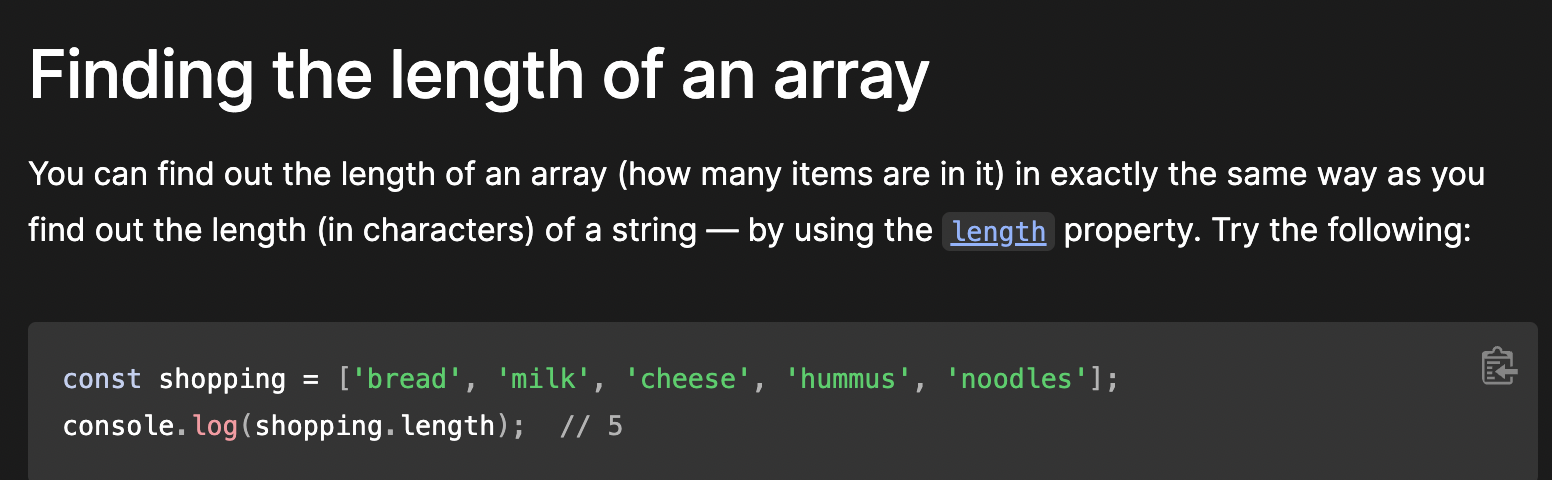 Finding the length of an array
You can find out the length of an array (how many items are in it) in exactly the same way as you
find out the length (in characters) of a string — by using the length property. Try the following:
const shopping = ['bread', 'milk', 'cheese', 'hummus', 'noodles'];
console.log(shopping.length);  // 5